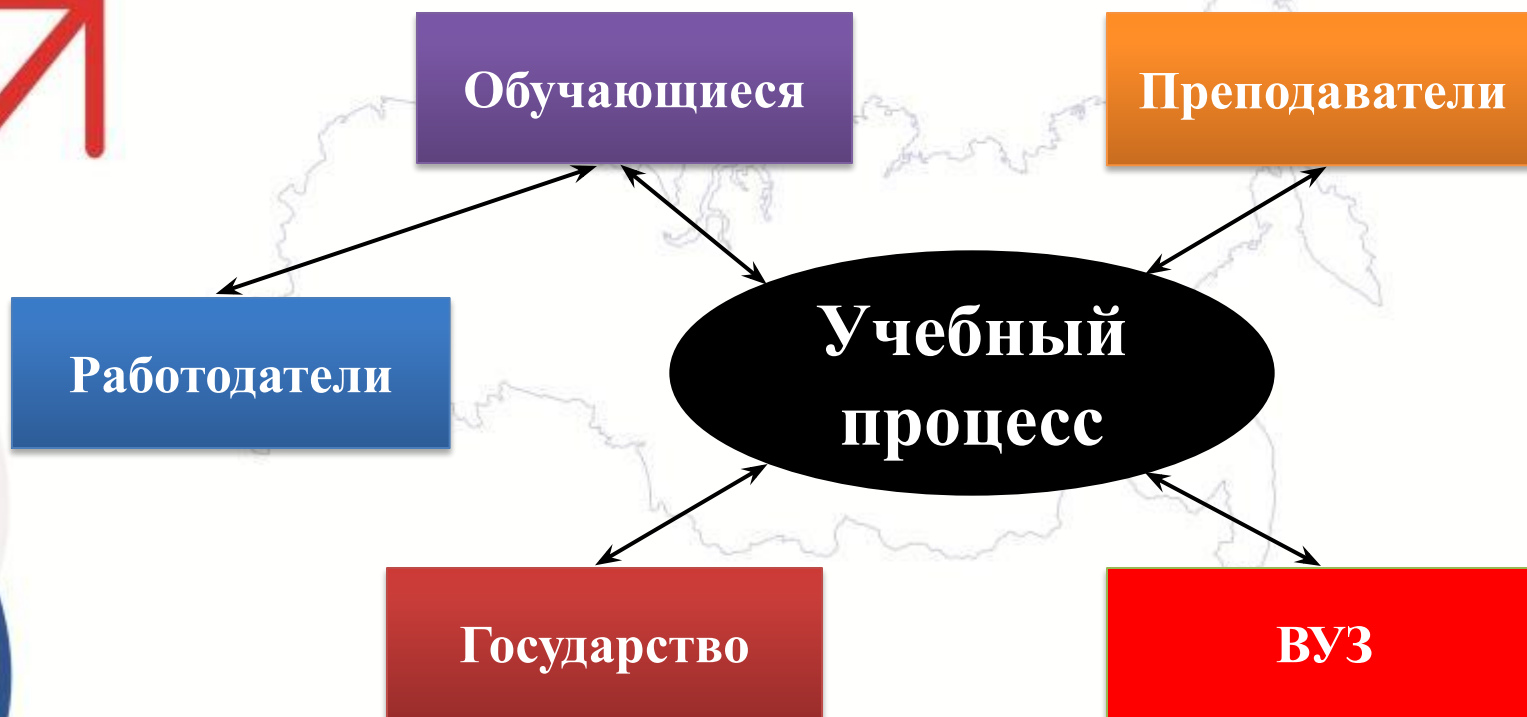 Обучающиеся
Преподаватели
Учебный
процесс
Работодатели
Государство
ВУЗ